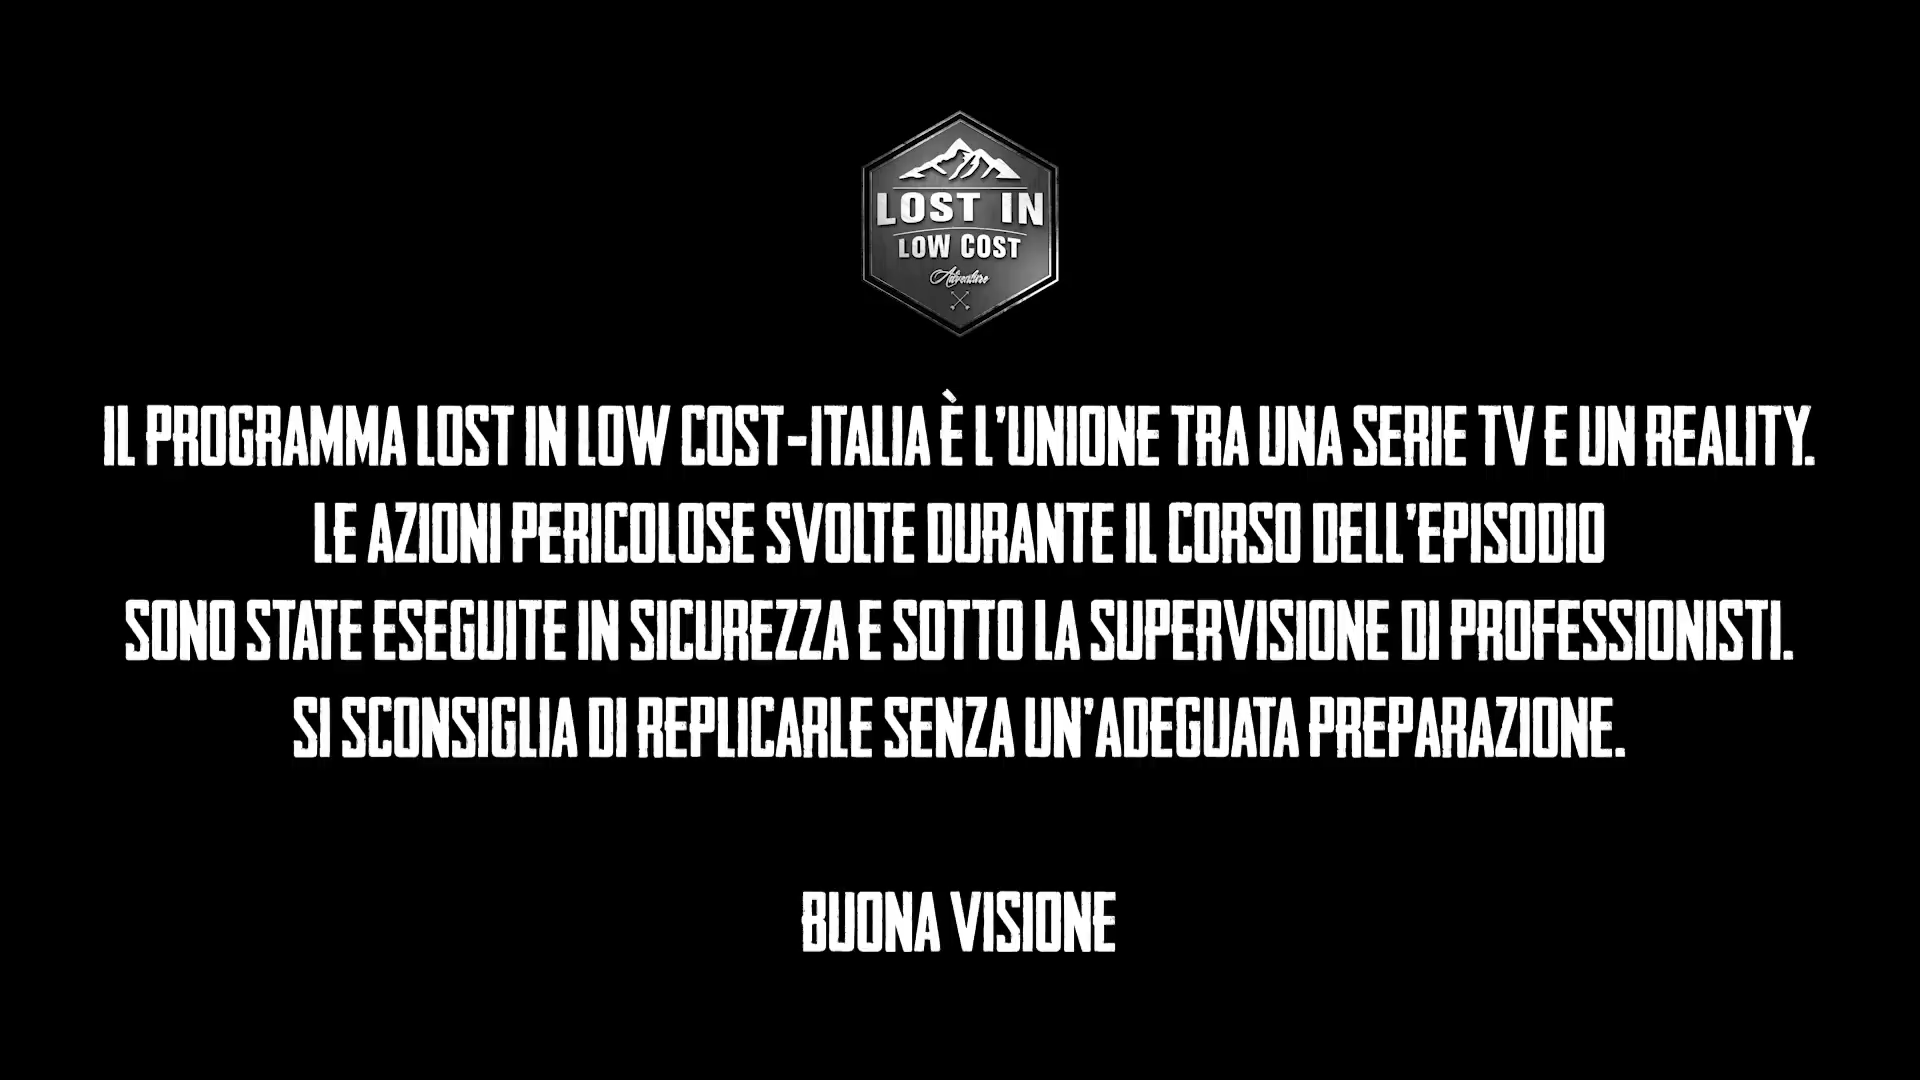 LOST IN
LOW COST
Adventure
IL PROGRAMMA LOST IN LOW COST-ITALIA È L'UNIONE TRA UNA SERIE TV E UN REALITY.
LE AZIONI PERICOLOSE SVOLTE DURANTE IL CORSO DELL'EPISODIO
SONO STATE ESEGUITE IN SICUREZZA E SOTTO LA SUPERVISIONE DI PROFESSIONISTI.
SI SCONSIGLIA DI REPLICARLE SENZA UN'ADEGUATA PREPARAZIONE.
BUONA VISIONE